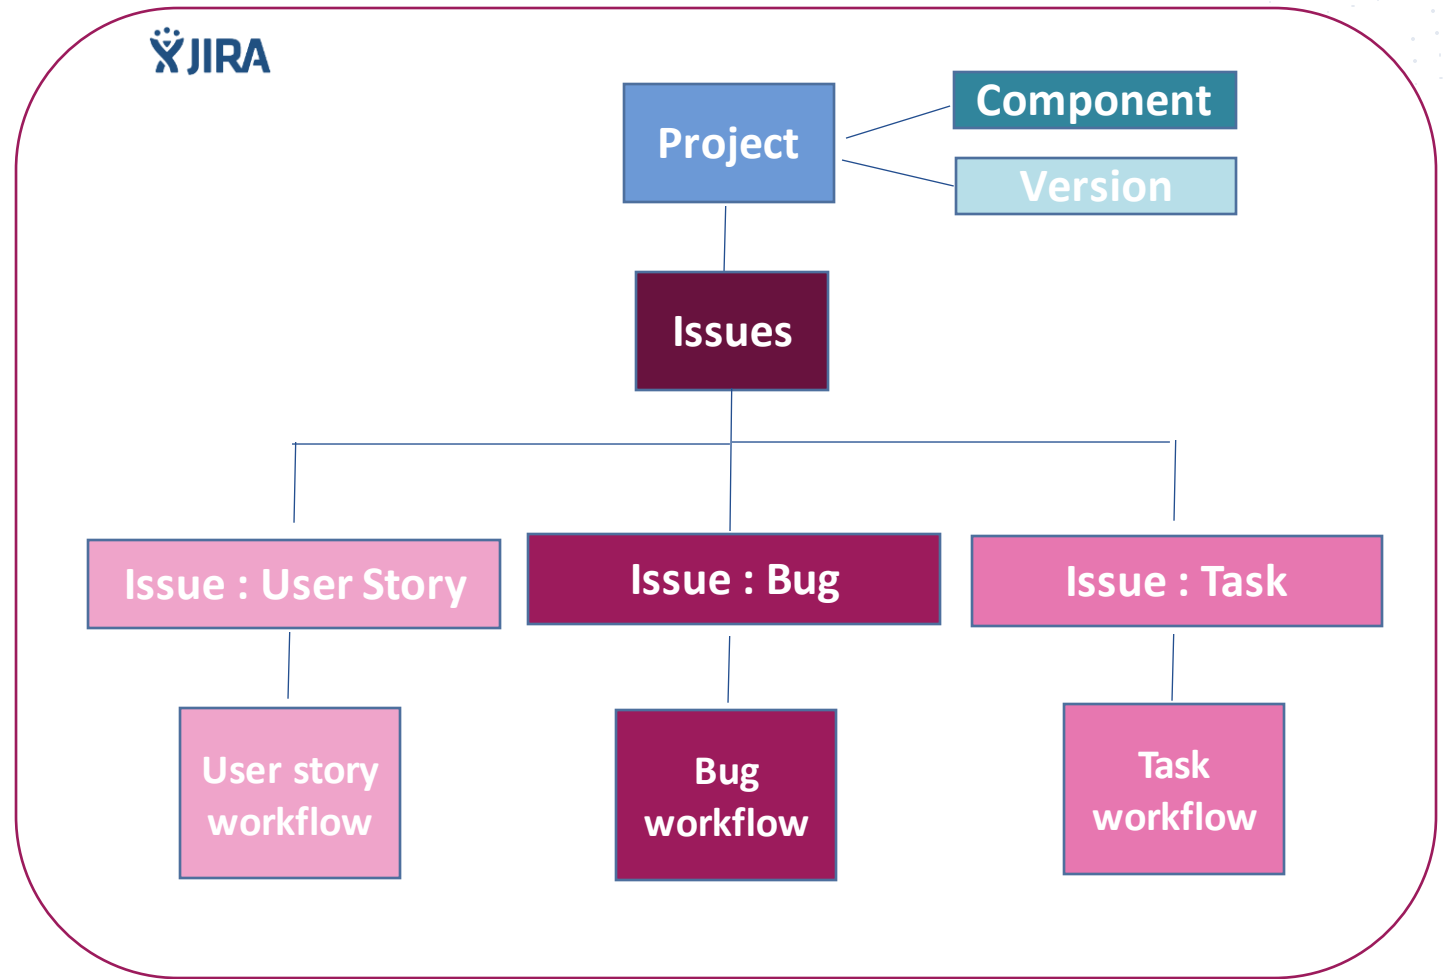 JIRA
Project
Component
Version
Issues
Issue : User Story
Issue : Bug
Issue : Task
User story
workflow
Bug
workflow
Task
workflow